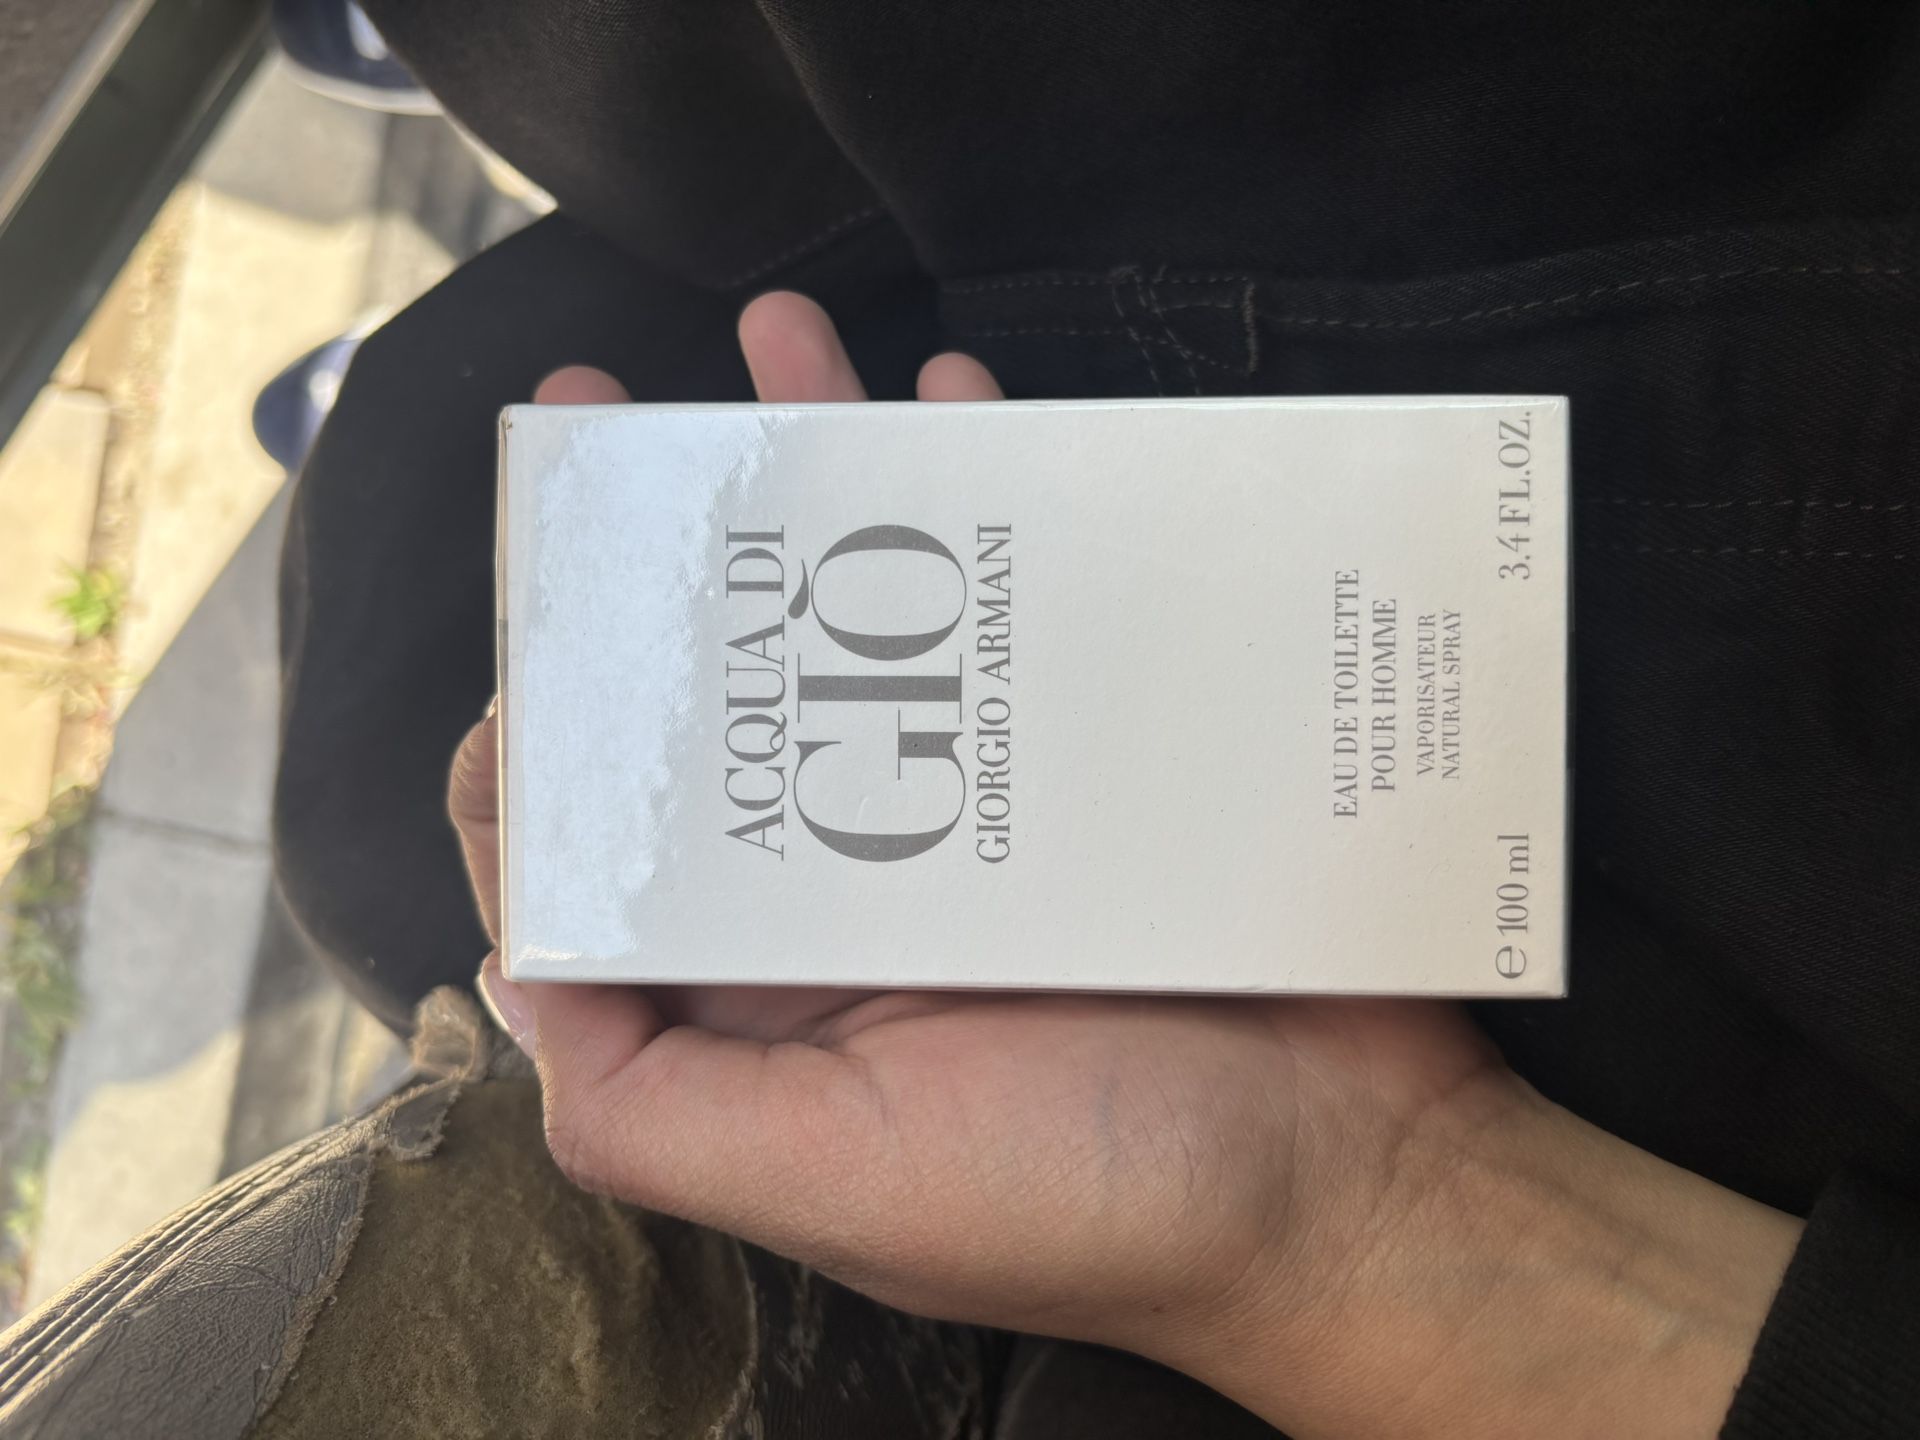 ACQUA DI
GIÒ
GIORGIO ARMANI
EAU DE TOILETTE
POUR HOMME
VAPORISATEUR
NATURAL SPRAY
℮ 100 ml 3.4 FL.OZ.